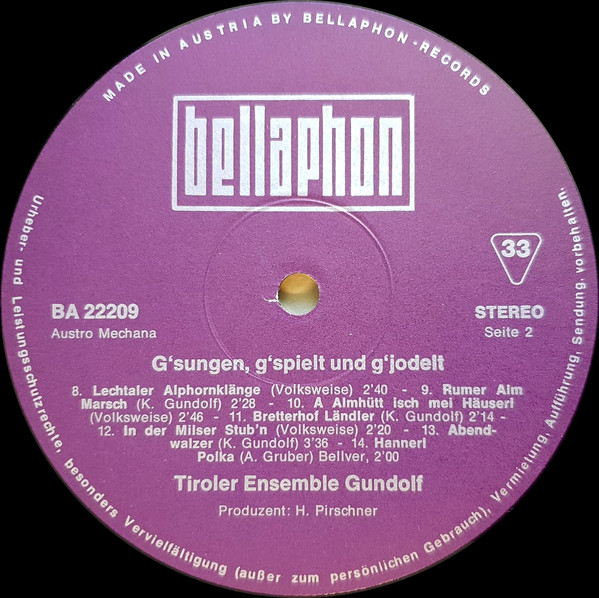 MADE IN AUSTRIA BY BELLAPHON-RECORDS
bellaphon
33
BA 22209
Austro Mechana
STEREO
Seite 2
G'sungen, g'spielt und g'jodelt
8. Lechtaler Alphornklänge (Volksweise) 2'40 - 9. Rumer Alm
Marsch (K. Gundolf) 2'28 - 10. A Almhütt isch mei Häuserl
(Volksweise) 2'46 - 11. Bretterhof Ländler (K. Gundolf) 2'14 -
12. In der Milser Stub'n (Volksweise) 2'20 - 13. Abend-
walzer (K. Gundolf) 3'36 - 14. Hannerl
Polka (A. Gruber) Bellver, 2'00
Tiroler Ensemble Gundolf
Produzent: H. Pirschner
Urheber- und Leistungsschutzrechte, besonders Vervielfältigung (außer zum persönlichen Gebrauch), Vermietung, Aufführung, Sendung, vorbehalten.